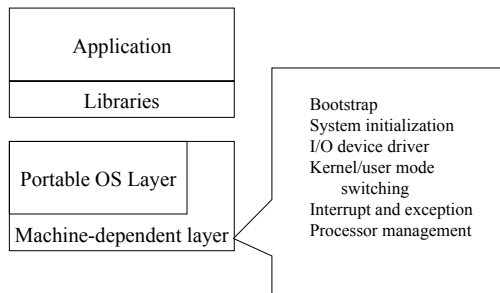 Application
Libraries
Portable OS Layer
Machine-dependent layer
Bootstrap
System initialization
I/O device driver
Kernel/user mode
switching
Interrupt and exception
Processor management